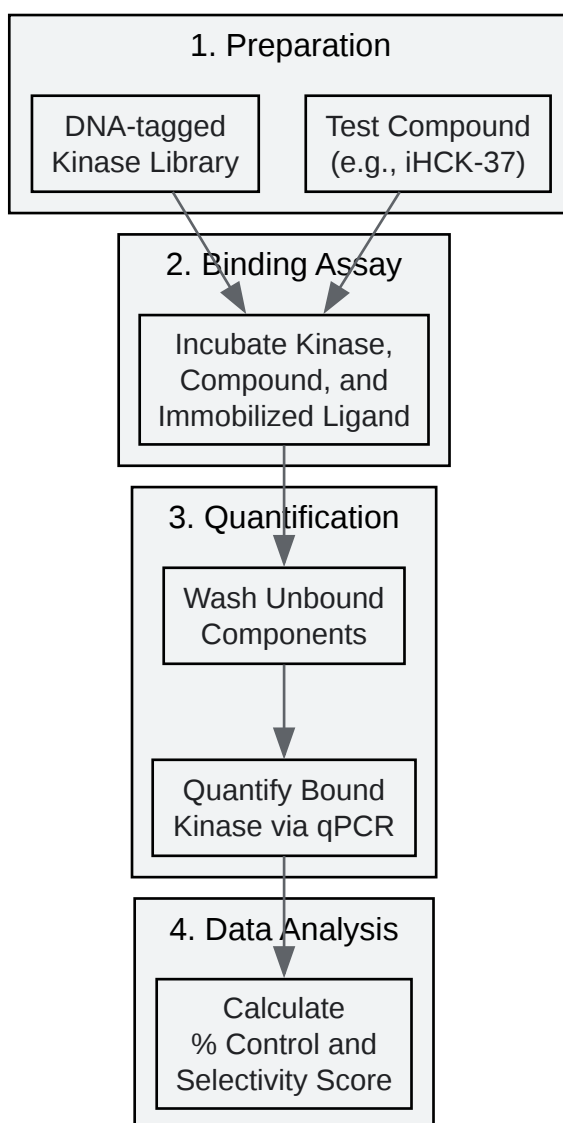 1. Preparation
DNA-tagged
Kinase Library
Test Compound
(e.g., iHCK-37)
2. Binding Assay
Incubate Kinase,
Compound, and
Immobilized Ligand
3. Quantification
Wash Unbound
Components
Quantify Bound
Kinase via qPCR
4. Data Analysis
Calculate
% Control and
Selectivity Score